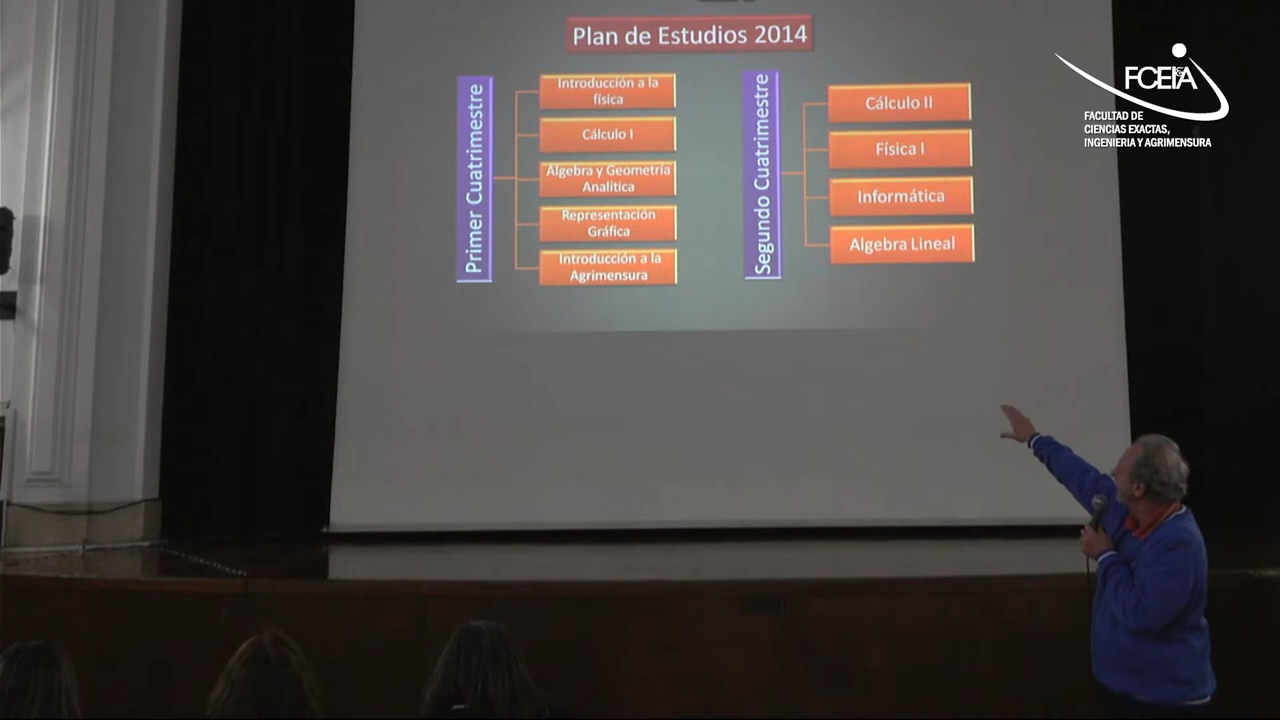 Plan de Estudios 2014
Primer Cuatrimestre
Introducción a la
física
Cálculo I
Algebra y Geometría
Analítica
Representación
Gráfica
Introducción a la
Agrimensura
Segundo Cuatrimestre
Cálculo II
Física I
Informática
Algebra Lineal
FCEIA
FACULTAD DE
CIENCIAS EXACTAS,
INGENIERIA Y AGRIMENSURA